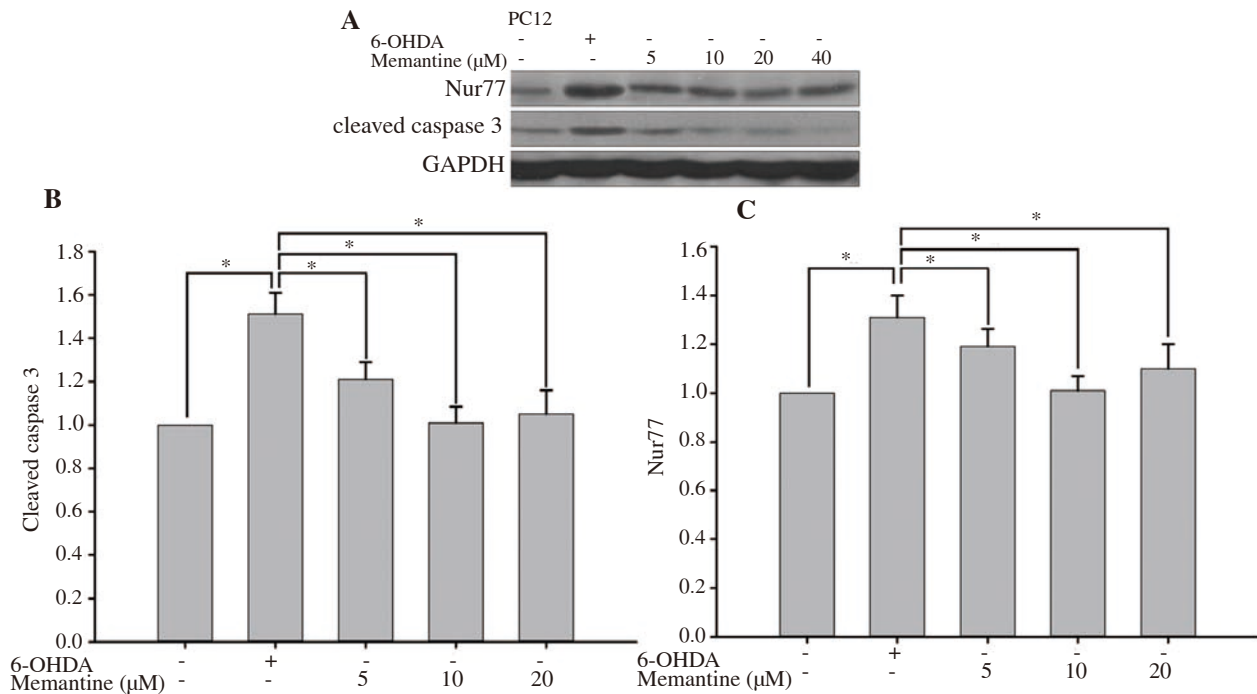 A
PC12
- - - - - -
6-OHDA - + - - - -
Memantine (μM) - - 5 10 20 40
Nur77
cleaved caspase 3
GAPDH
B
* * * *
1.8
1.6
1.4
1.2
1.0
0.8
0.6
0.4
0.2
0.0
Cleaved caspase 3
6-OHDA - + - - -
Memantine (μM) - - 5 10 20
C
* * * *
1.6
1.4
1.2
1.0
0.8
0.6
0.4
0.2
0.0
Nur77
6-OHDA - + - - -
Memantine (μM) - - 5 10 20